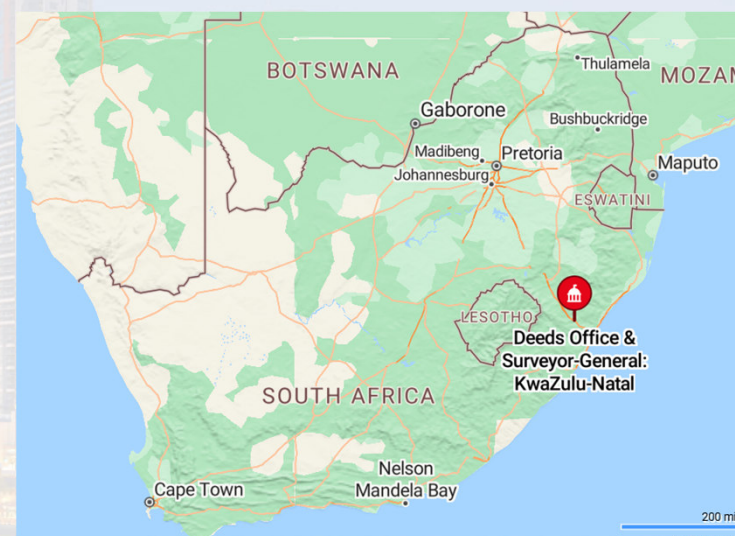 Thulamela
BOTSWANA
MOZAM
Gaborone
Bushbuckridge
Madibeng
Pretoria
Johannesburg
Maputo
ESWATINI
LESOTHO
Deeds Office &
Surveyor-General:
KwaZulu-Natal
SOUTH AFRICA
Nelson
Mandela Bay
Cape Town
200 mi